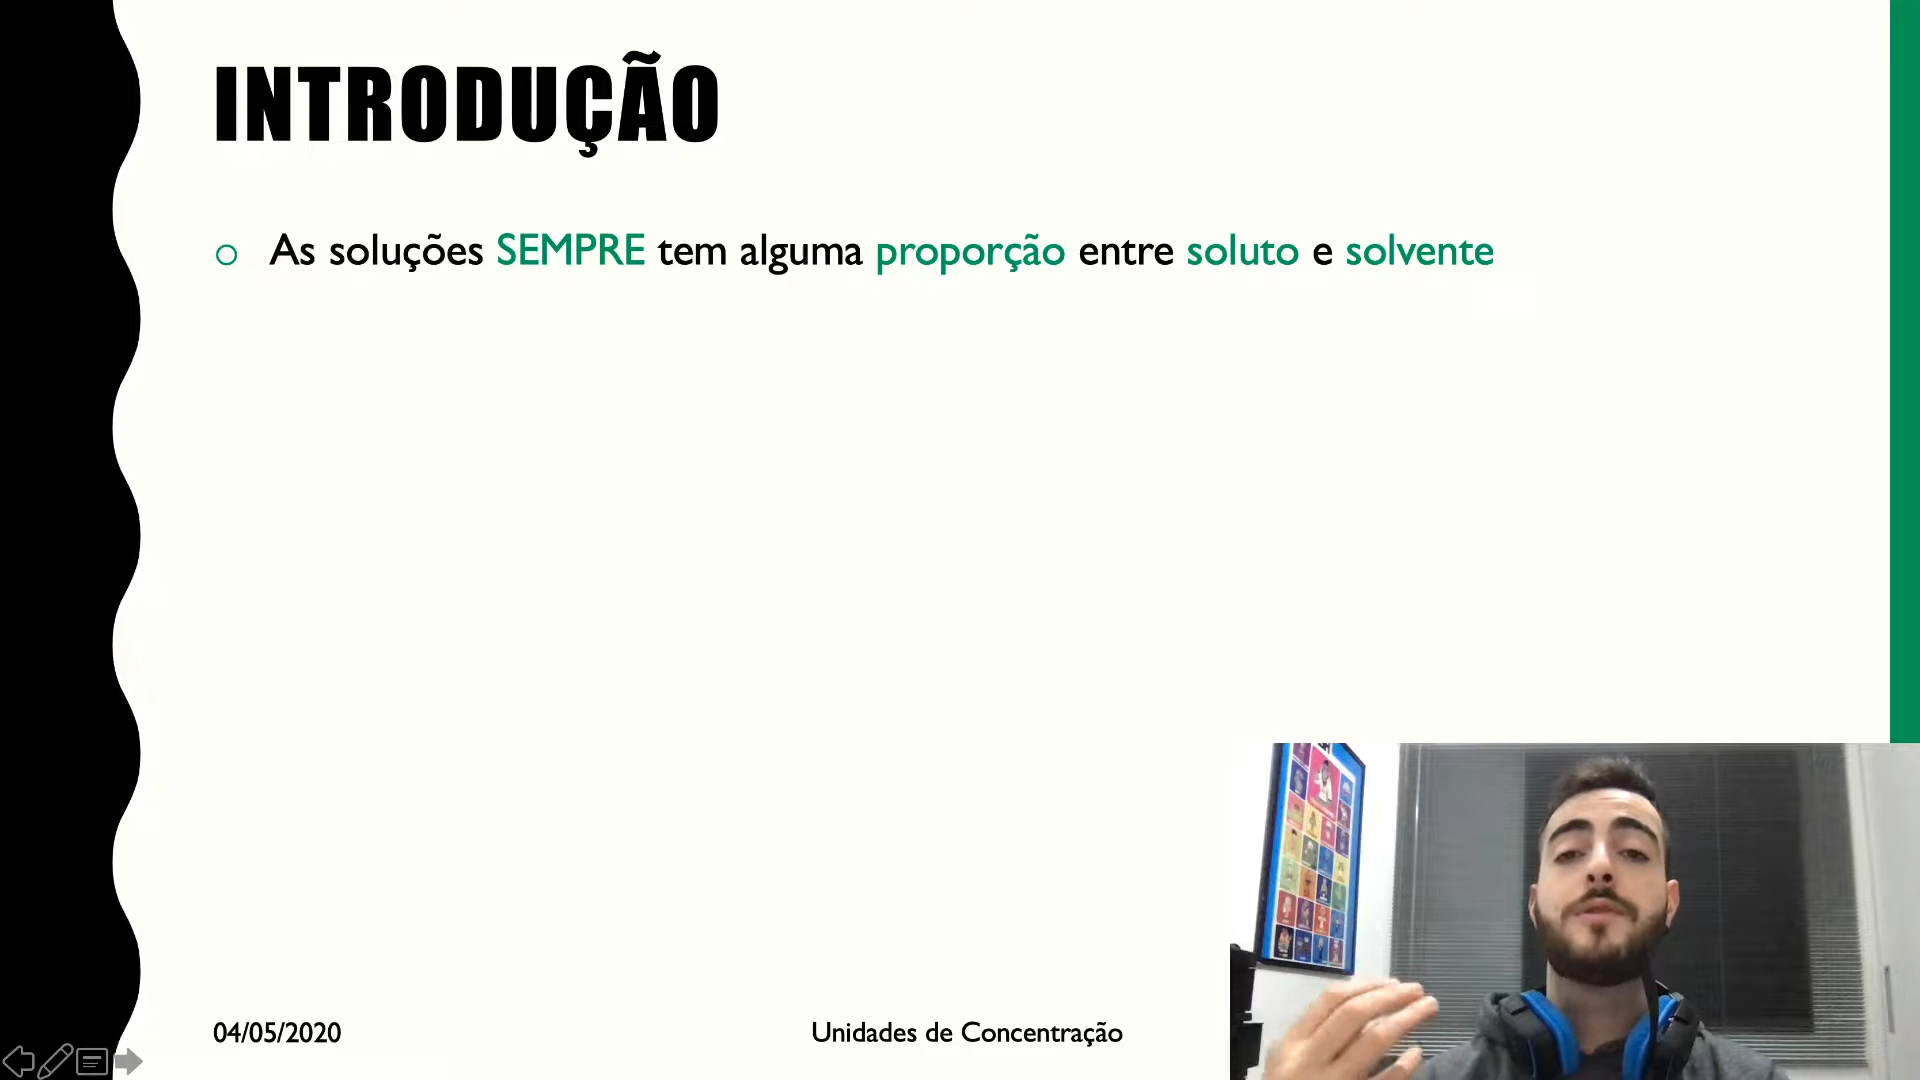 INTRODUÇÃO
As soluções SEMPRE tem alguma proporção entre soluto e solvente
04/05/2020
Unidades de Concentração